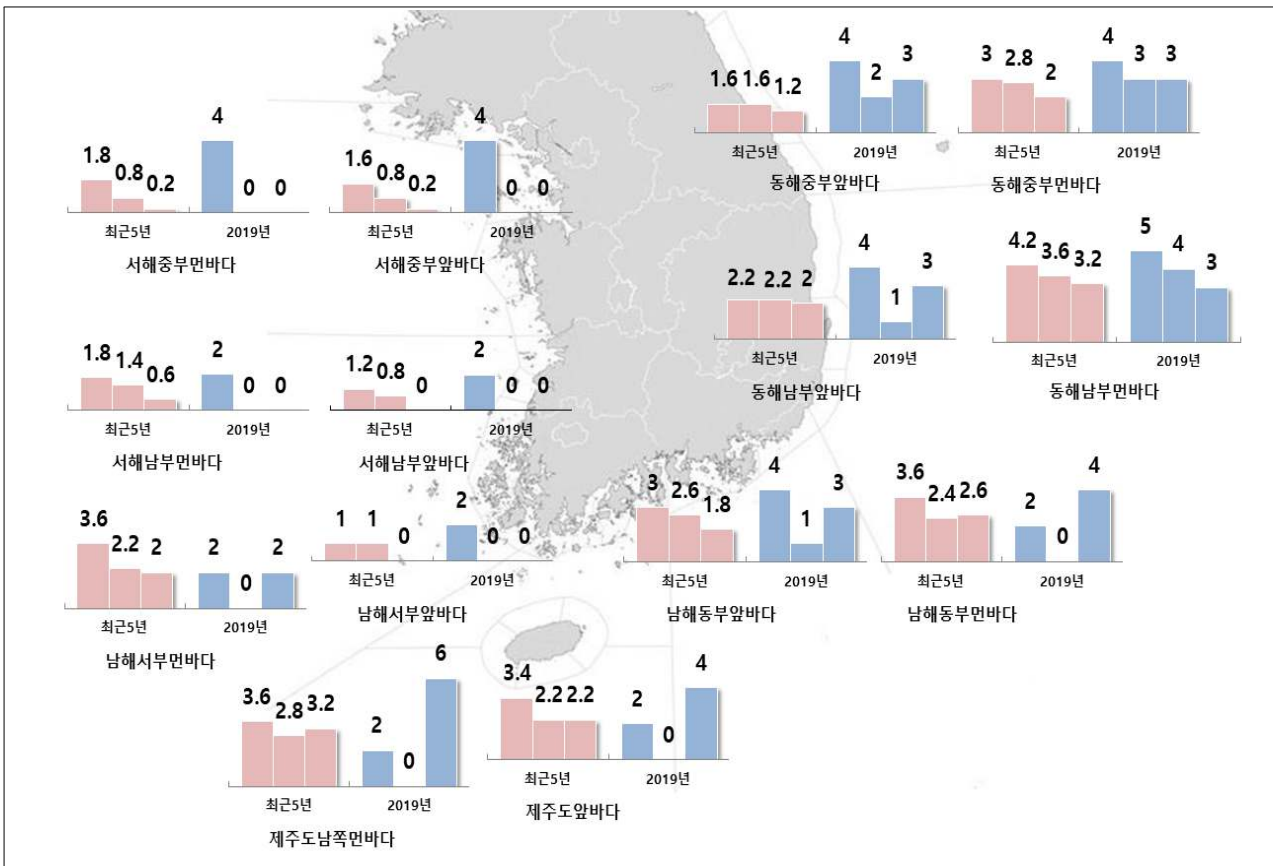 4 2 3
1.6 1.6 1.2
최근5년 2019년
동해중부앞바다
4 3 3
3 2.8 2
최근5년 2019년
동해중부먼바다
4
1.8 0.8 0.2 0 0
최근5년 2019년
서해중부먼바다
4
1.6 0.8 0.2 0 0
최근5년 2019년
서해중부앞바다
4 1 3
2.2 2.2 2
최근5년 2019년
동해남부앞바다
5 4 3
4.2 3.6 3.2
최근5년 2019년
동해남부먼바다
1.8 1.4 0.6 2 0 0
최근5년 2019년
서해남부먼바다
1.2 0.8 0 2 0 0
최근5년 2019년
서해남부앞바다
3.6 2.2 2 2 0 2
최근5년 2019년
남해서부먼바다
1 1 0 2 0 0
최근5년 2019년
남해서부앞바다
3 2.6 1.8 4 1 3
최근5년 2019년
남해동부앞바다
3.6 2.4 2.6 2 0 4
최근5년 2019년
남해동부먼바다
3.6 2.8 3.2 2 0 6
최근5년 2019년
제주도남쪽먼바다
3.4 2.2 2.2 2 0 4
최근5년 2019년
제주도앞바다